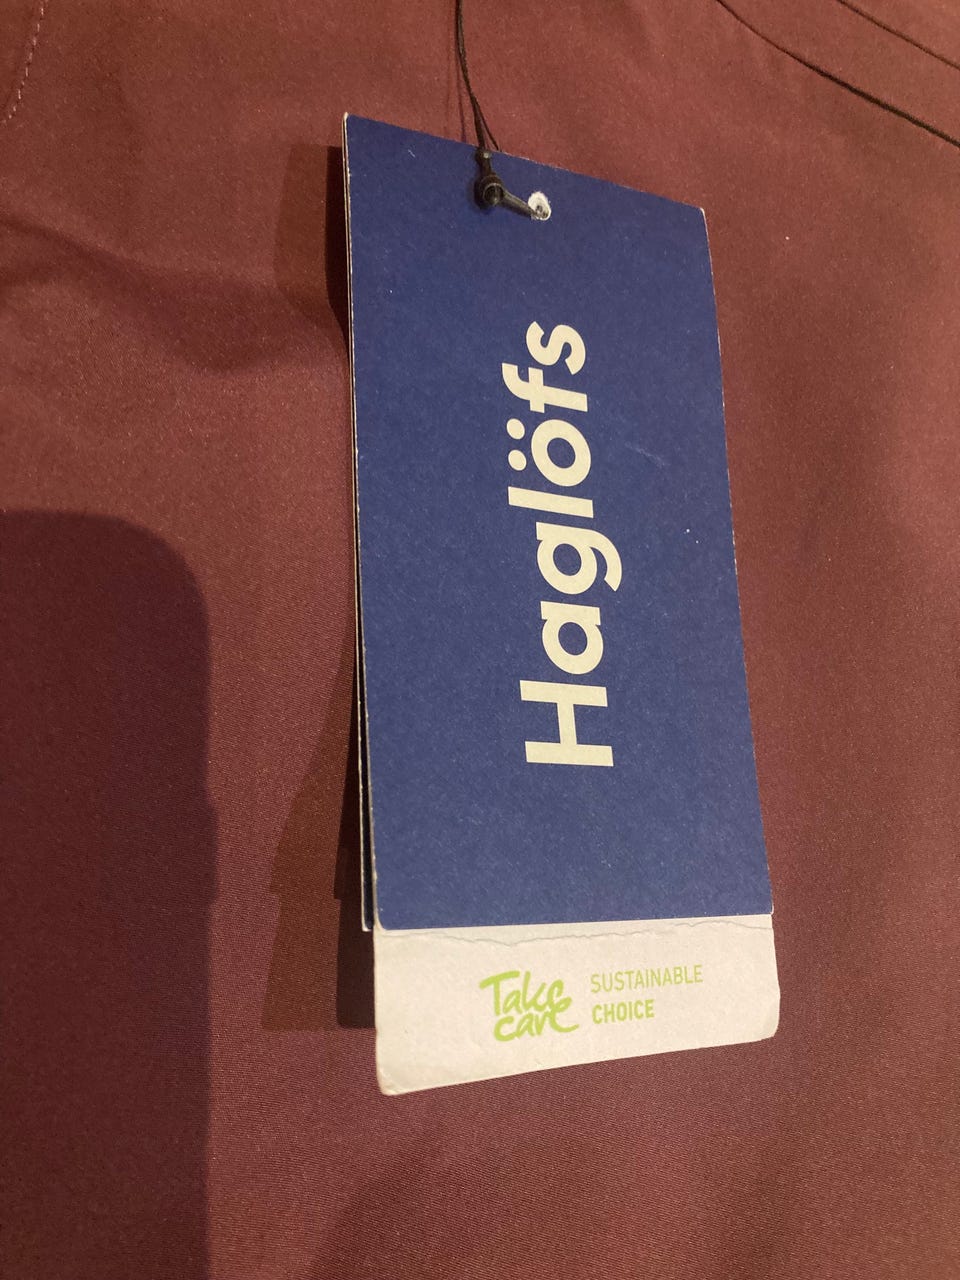 Haglöfs
Take
care
SUSTAINABLE
CHOICE